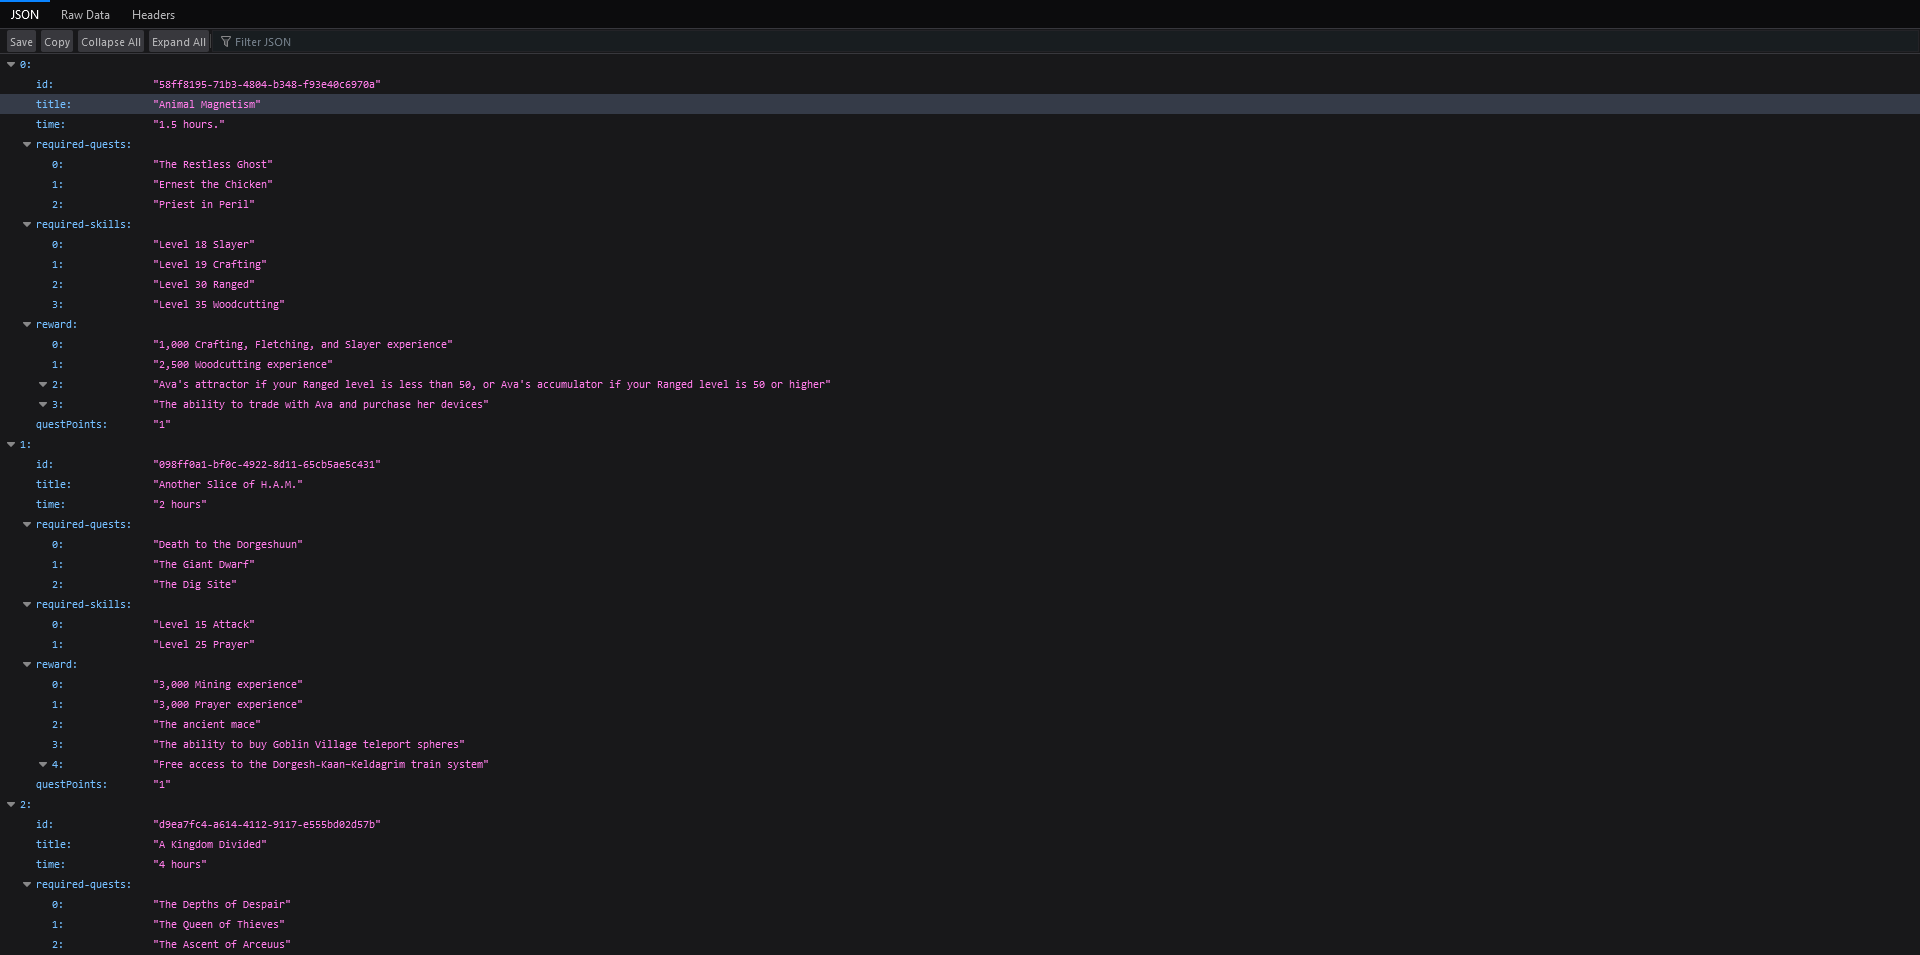 JSON Raw Data Headers
Save Copy Collapse All Expand All Filter JSON
0:
id: "58ff8195-71b3-4804-b348-f93e40c6970a"
title: "Animal Magnetism"
time: "1.5 hours."
required-quests:
0: "The Restless Ghost"
1: "Ernest the Chicken"
2: "Priest in Peril"
required-skills:
0: "Level 18 Slayer"
1: "Level 19 Crafting"
2: "Level 30 Ranged"
3: "Level 35 Woodcutting"
reward:
0: "1,000 Crafting, Fletching, and Slayer experience"
1: "2,500 Woodcutting experience"
2: "Ava's attractor if your Ranged level is less than 50, or Ava's accumulator if your Ranged level is 50 or higher"
3: "The ability to trade with Ava and purchase her devices"
questPoints: "1"
1:
id: "098ff0a1-bf0c-4922-8d11-65cb5ae5c431"
title: "Another Slice of H.A.M."
time: "2 hours"
required-quests:
0: "Death to the Dorgeshuun"
1: "The Giant Dwarf"
2: "The Dig Site"
required-skills:
0: "Level 15 Attack"
1: "Level 25 Prayer"
reward:
0: "3,000 Mining experience"
1: "3,000 Prayer experience"
2: "The ancient mace"
3: "The ability to buy Goblin Village teleport spheres"
4: "Free access to the Dorgesh-Kaan–Keldagrim train system"
questPoints: "1"
2:
id: "d9ea7fc4-a614-4112-9117-e555bd02d57b"
title: "A Kingdom Divided"
time: "4 hours"
required-quests:
0: "The Depths of Despair"
1: "The Queen of Thieves"
2: "The Ascent of Arceuus"